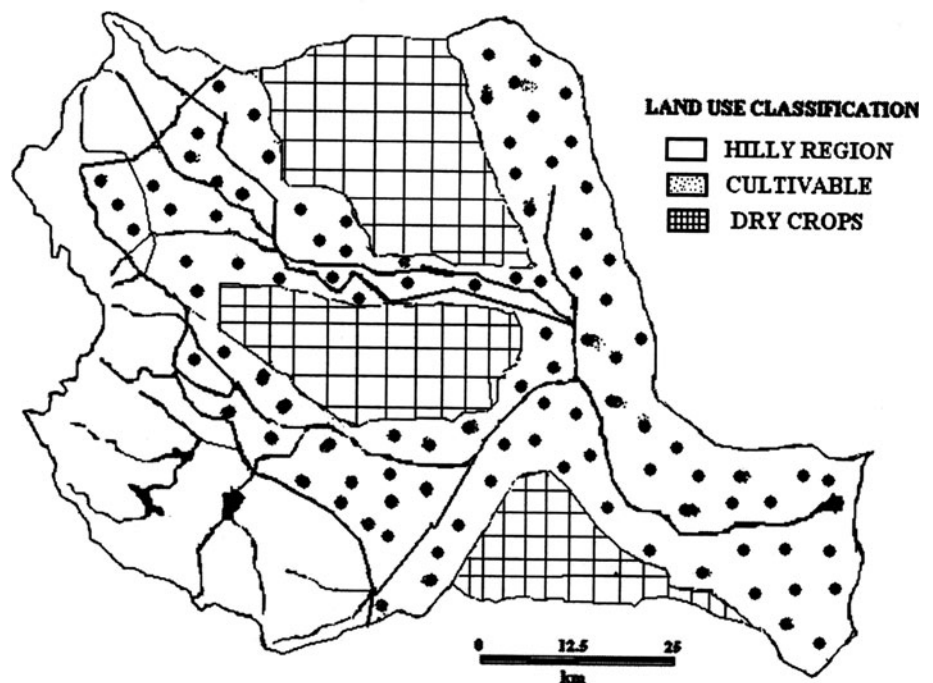 LAND USE CLASSIFICATION
HILLY REGION
CULTIVABLE
DRY CROPS
0 12.5 25
km